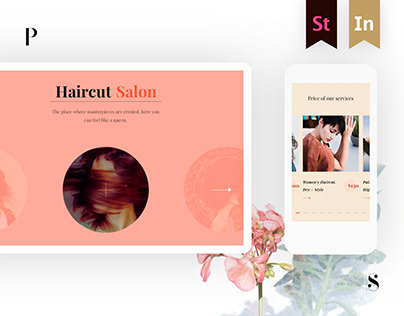 P
St In
Haircut Salon
The place where masterpieces are created, here you
can feel like a queen.
Price of our services
Women's Haircut,
Dry + Style
$130
S